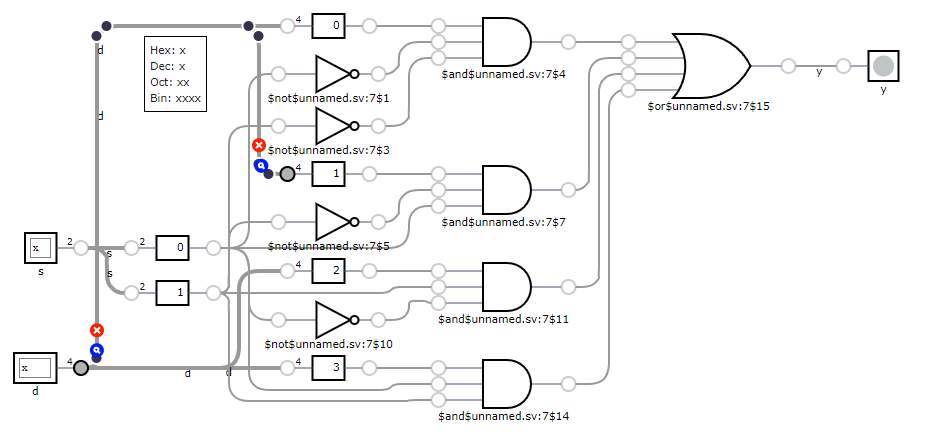 4
0
d
Hex: x
Dec: x
Oct: xx
Bin: xxxx
$and$unnamed.sv:7$4
y
y
$not$unnamed.sv:7$1
$or$unnamed.sv:7$15
d
$not$unnamed.sv:7$3
4
1
$and$unnamed.sv:7$7
2
x
s
2
s
0
$not$unnamed.sv:7$5
s
4
2
2
1
$and$unnamed.sv:7$11
$not$unnamed.sv:7$10
4
x
d
d
d
4
3
$and$unnamed.sv:7$14